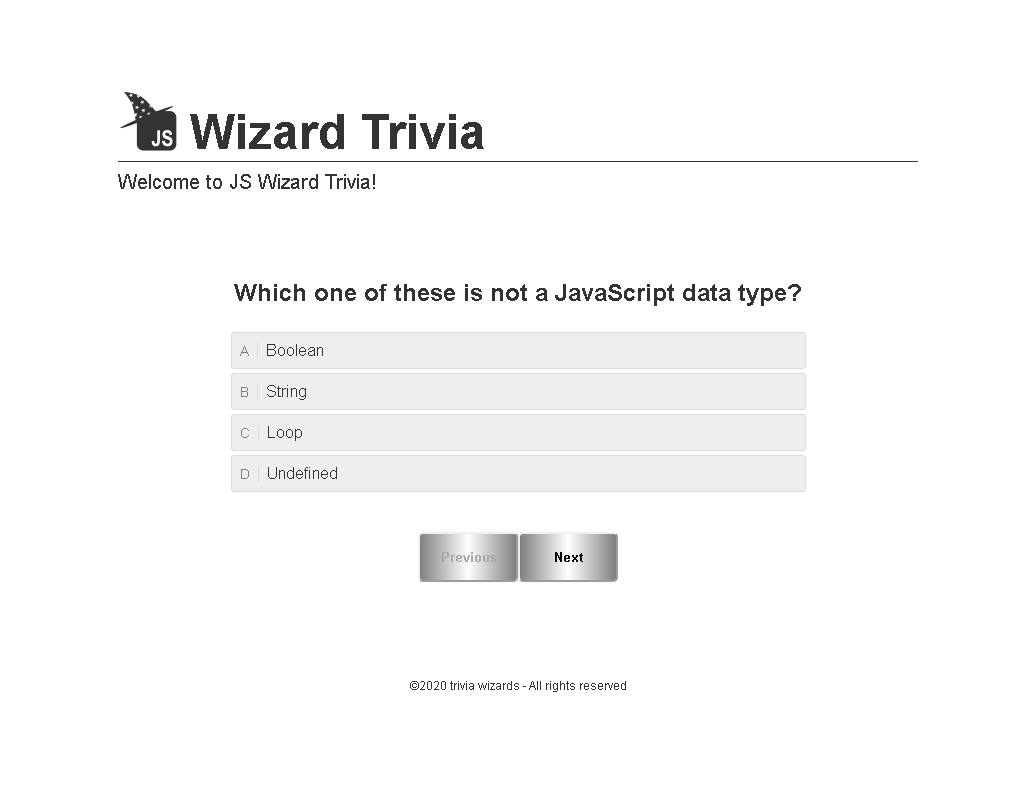 JS Wizard Trivia
Welcome to JS Wizard Trivia!
Which one of these is not a JavaScript data type?
A Boolean
B String
C Loop
D Undefined
Previous Next
©2020 trivia wizards - All rights reserved